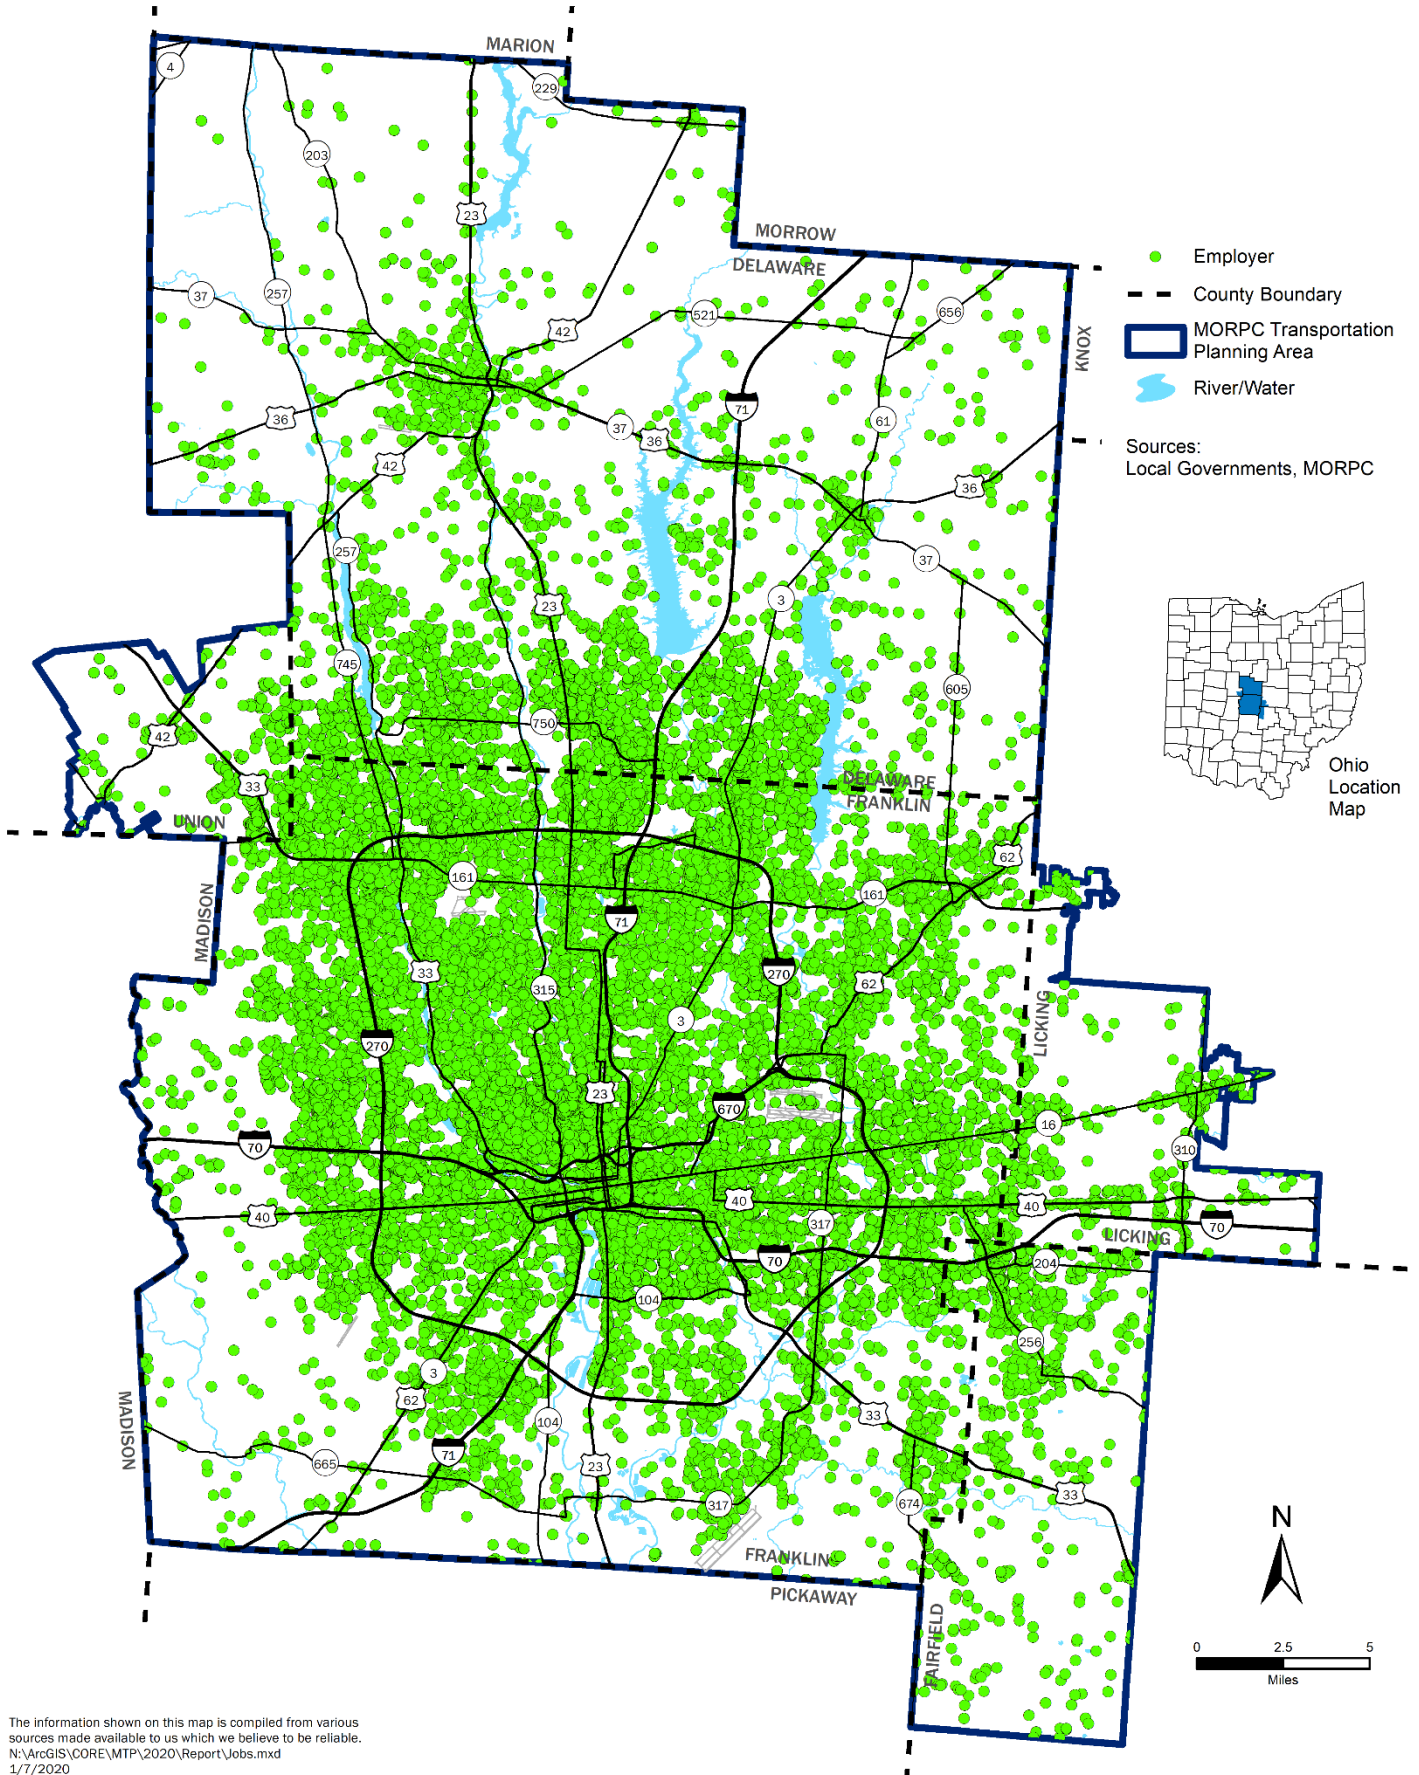 MARION
4
229
203
23
MORROW
DELAWARE
Employer
37
257
County Boundary
521
656
42
MORPC Transportation
Planning Area
KNOX
River/Water
71
36
61
37
36
Sources:
Local Governments, MORPC
42
36
257
37
3
23
745
605
750
42
Ohio
Location
Map
33
DELAWARE
FRANKLIN
UNION
62
161
161
MADISON
71
33
270
62
315
3
LICKING
270
23
670
16
70
310
40
40
40
317
70
LICKING
70
204
104
256
3
62
MADISON
33
104
71
665
23
33
317
674
N
FRANKLIN
PICKAWAY
FAIRFIELD
0 2.5 5
Miles
The information shown on this map is compiled from various
sources made available to us which we believe to be reliable.
N:\ArcGIS\CORE\MTP\2020\Report\Jobs.mxd
1/7/2020